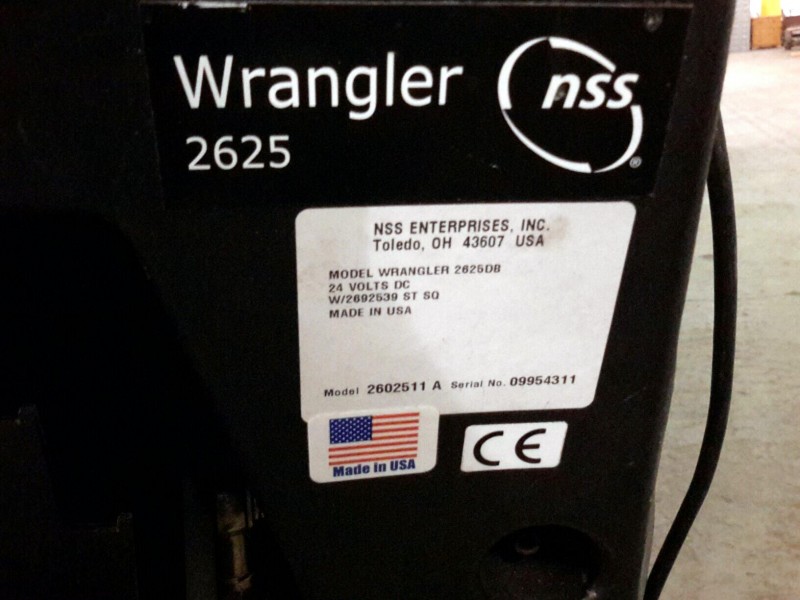 Wrangler
2625
nss
®
NSS ENTERPRISES, INC.
Toledo, OH 43607 USA
MODEL WRANGLER 2625DB
24 VOLTS DC
W/2692539 ST SQ
MADE IN USA
Model 2602511 A Serial No. 09954311
Made in USA
CE